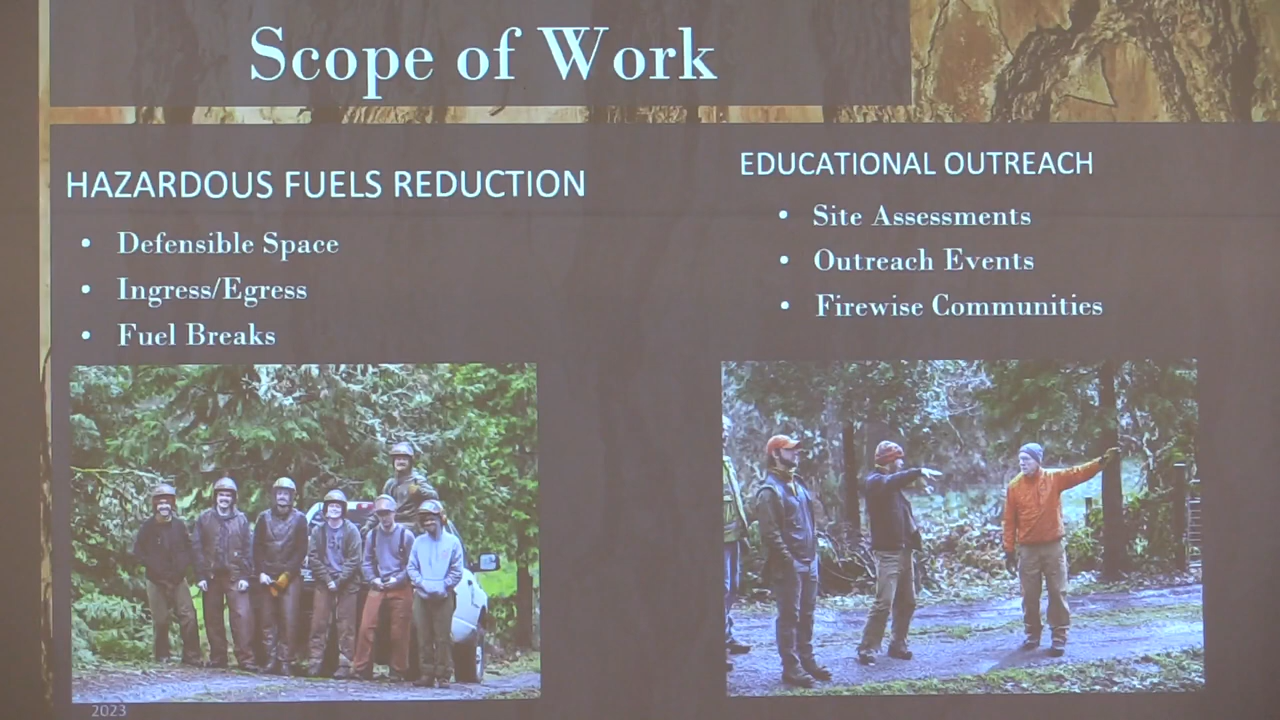 Scope of Work
HAZARDOUS FUELS REDUCTION
• Defensible Space
• Ingress/Egress
• Fuel Breaks
EDUCATIONAL OUTREACH
• Site Assessments
• Outreach Events
• Firewise Communities
2023